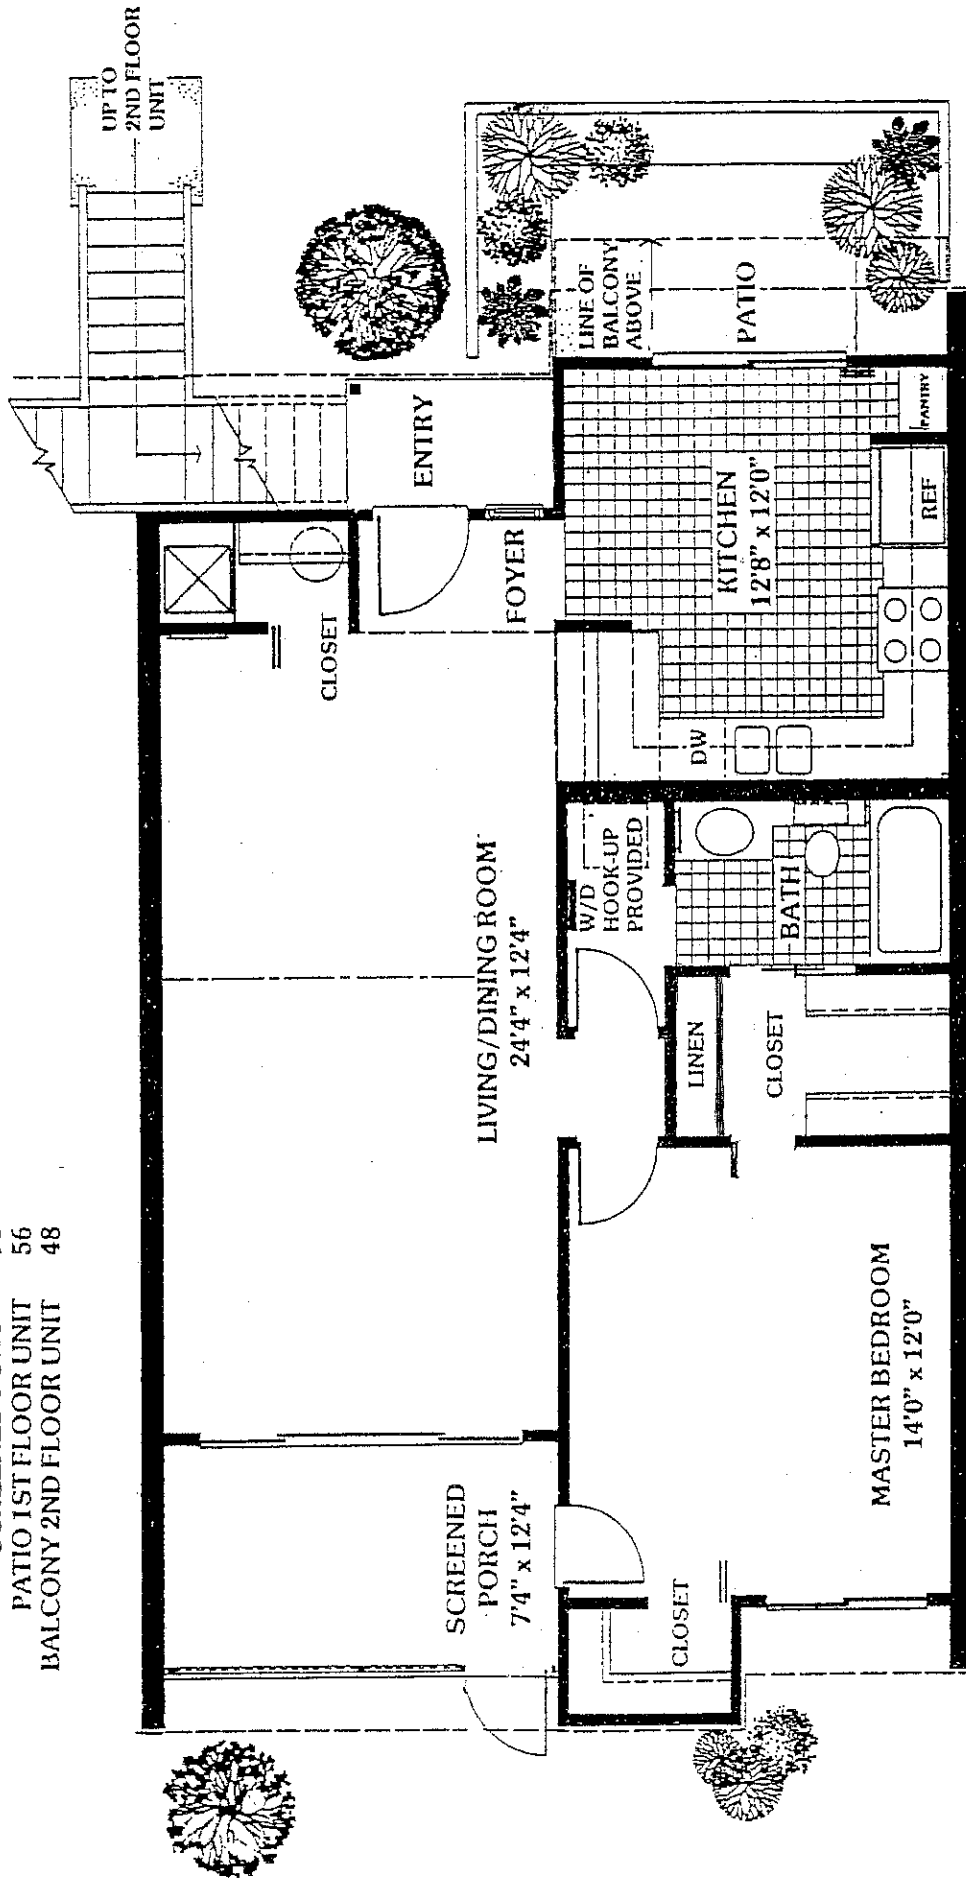 PATIO 1ST FLOOR UNIT 56
BALCONY 2ND FLOOR UNIT 48
UP TO
2ND FLOOR
UNIT
SCREENED
PORCH
7'4" x 12'4"
LIVING/DINING ROOM
24'4" x 12'4"
CLOSET
FOYER
ENTRY
LINE OF
BALCONY
ABOVE
PATIO
CLOSET
MASTER BEDROOM
14'0" x 12'0"
LINEN
CLOSET
W/D
HOOK-UP
PROVIDED
BATH
DW
KITCHEN
12'8" x 12'0"
REF
PANTRY